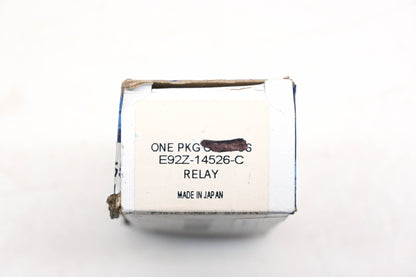 ONE PKG
E92Z-14526-C
RELAY
MADE IN JAPAN